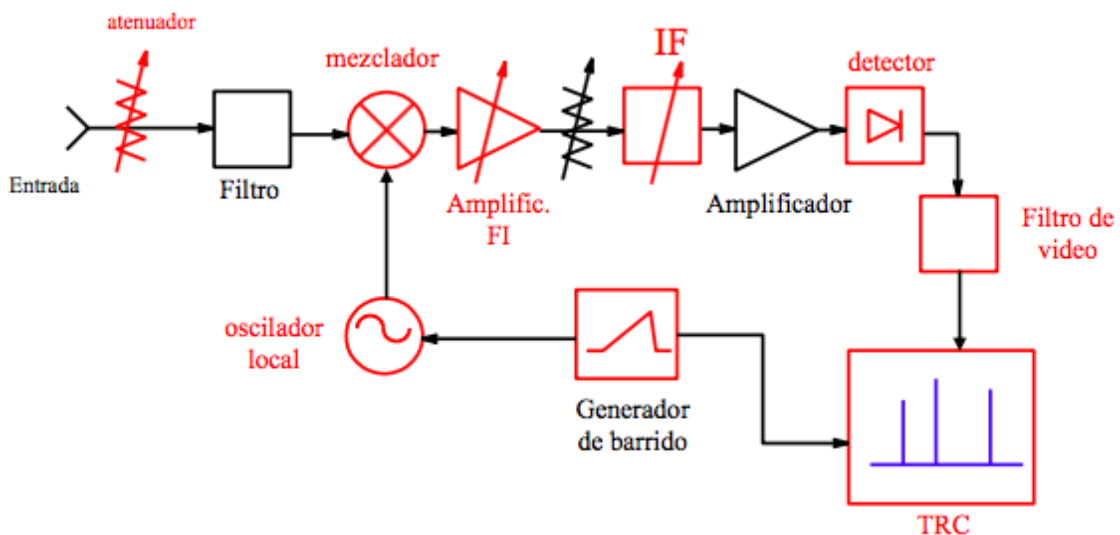 atenuador
mezclador
IF
detector
Entrada
Filtro
Amplific.
FI
Amplificador
Filtro de
video
oscilador
local
Generador
de barrido
TRC